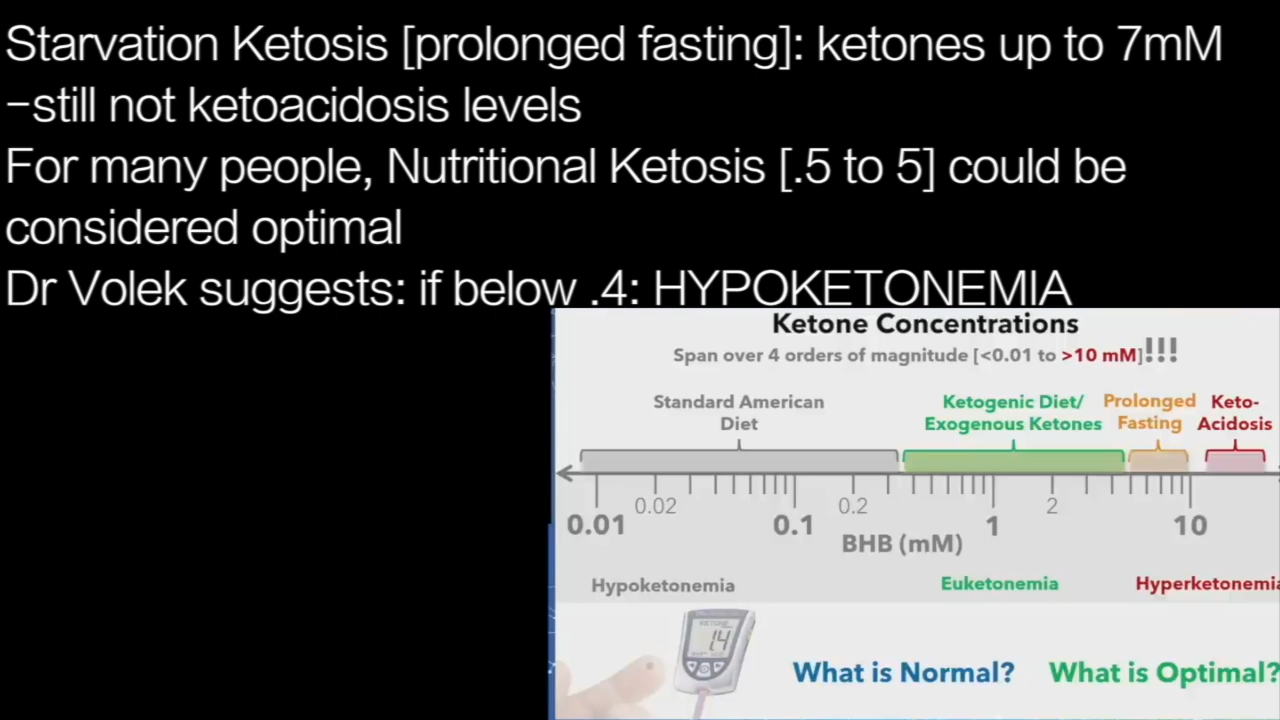 Starvation Ketosis [prolonged fasting]: ketones up to 7mM
–still not ketoacidosis levels
For many people, Nutritional Ketosis [.5 to 5] could be
considered optimal
Dr Volek suggests: if below .4: HYPOKETONEMIA
Ketone Concentrations
Span over 4 orders of magnitude [<0.01 to >10 mM]!!!
Standard American
Diet
Ketogenic Diet/
Exogenous Ketones
Prolonged
Fasting
Keto-
Acidosis
0.01 0.02 0.1 0.2 1 2 10
BHB (mM)
Hypoketonemia Euketonemia Hyperketonemia
KETONE
1.4
What is Normal? What is Optimal?